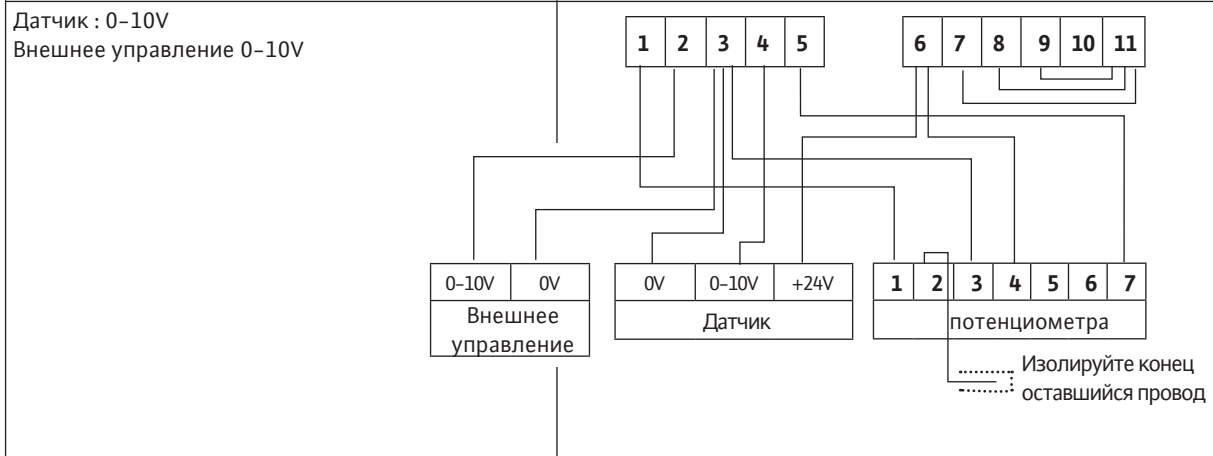 Датчик : 0–10V
Внешнее управление 0–10V
1 2 3 4 5
6 7 8 9 10 11
0–10V 0V
Внешнее
управление
0V 0–10V +24V
Датчик
1 2 3 4 5 6 7
потенциометра
Изолируйте конец
оставшийся провод